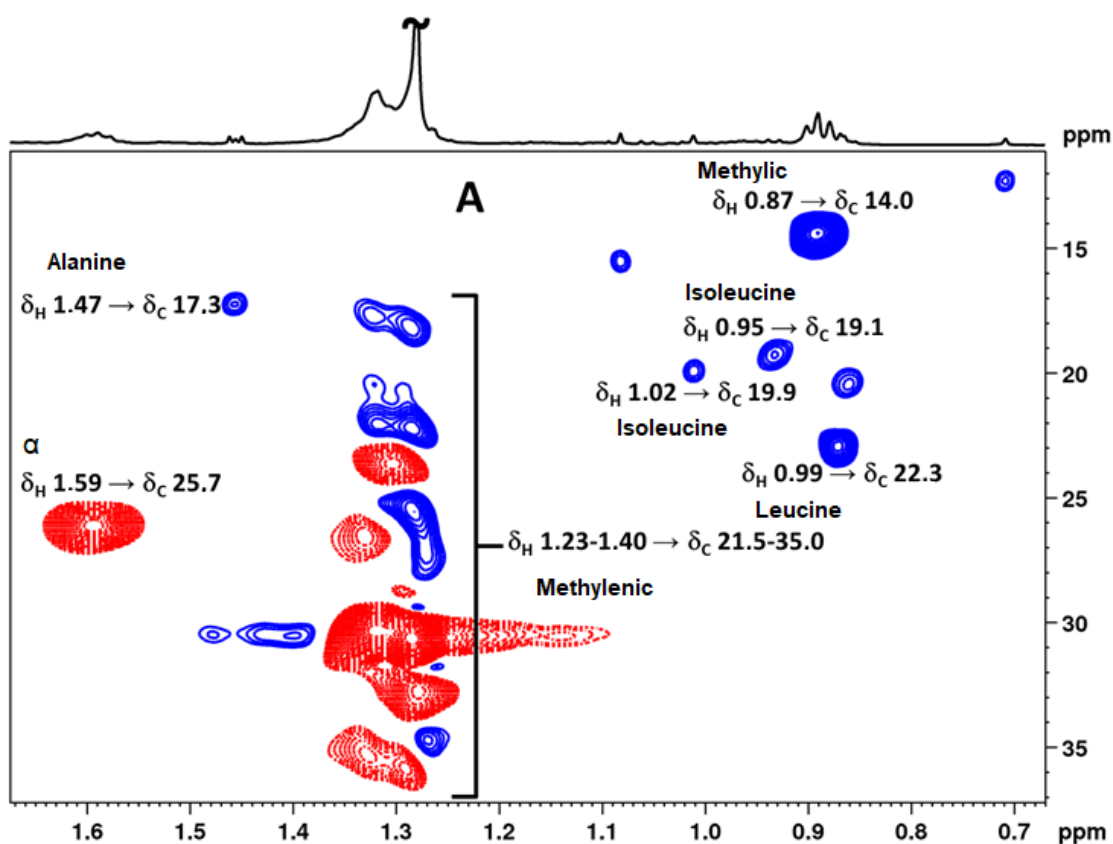 ppm
A
Methylic
δH 0.87 → δC 14.0
Alanine
δH 1.47 → δC 17.3
Isoleucine
δH 0.95 → δC 19.1
δH 1.02 → δC 19.9
Isoleucine
α
δH 1.59 → δC 25.7
δH 0.99 → δC 22.3
Leucine
δH 1.23-1.40 → δC 21.5-35.0
Methylenic
15
20
25
30
35
1.6 1.5 1.4 1.3 1.2 1.1 1.0 0.9 0.8 0.7 ppm